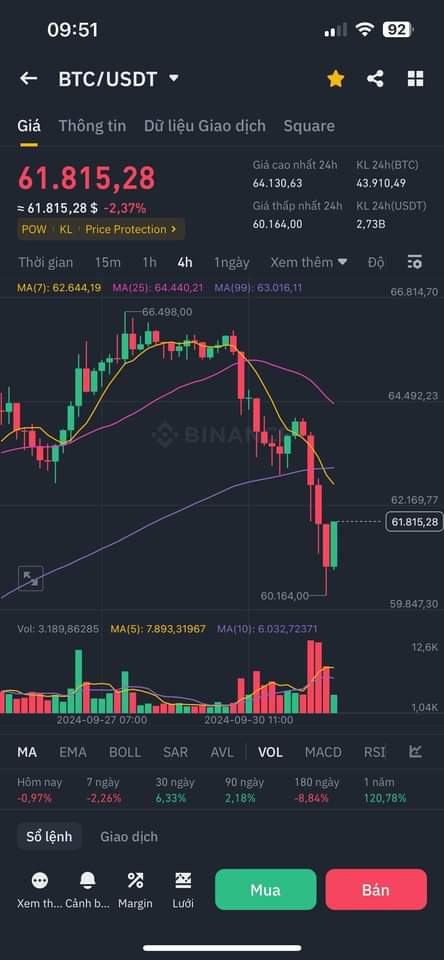 09:51
92
BTC/USDT
Giá Thông tin Dữ liệu Giao dịch Square
61.815,28
≈ 61.815,28 $ -2,37%
POW KL Price Protection
Giá cao nhất 24h KL 24h(BTC)
64.130,63 43.910,49
Giá thấp nhất 24h KL 24h(USDT)
60.164,00 2,73B
Thời gian 15m 1h 4h 1ngày Xem thêm Độ
MA(7): 62.644,19 MA(25): 64.440,21 MA(99): 63.016,11
66.814,70
66.498,00
64.492,23
BINANCE
62.169,77
61.815,28
60.164,00
59.847,30
Vol: 3.189,86285 MA(5): 7.893,31967 MA(10): 6.032,72371
12,6K
1,04K
2024-09-27 07:00 2024-09-30 11:00
MA EMA BOLL SAR AVL VOL MACD RSI
Hôm nay 7 ngày 30 ngày 90 ngày 180 ngày 1 năm
-0,97% -2,26% 6,33% 2,18% -8,84% 120,78%
Sổ lệnh Giao dịch
Xem th... Cảnh b... Margin Lưới
Mua Bán